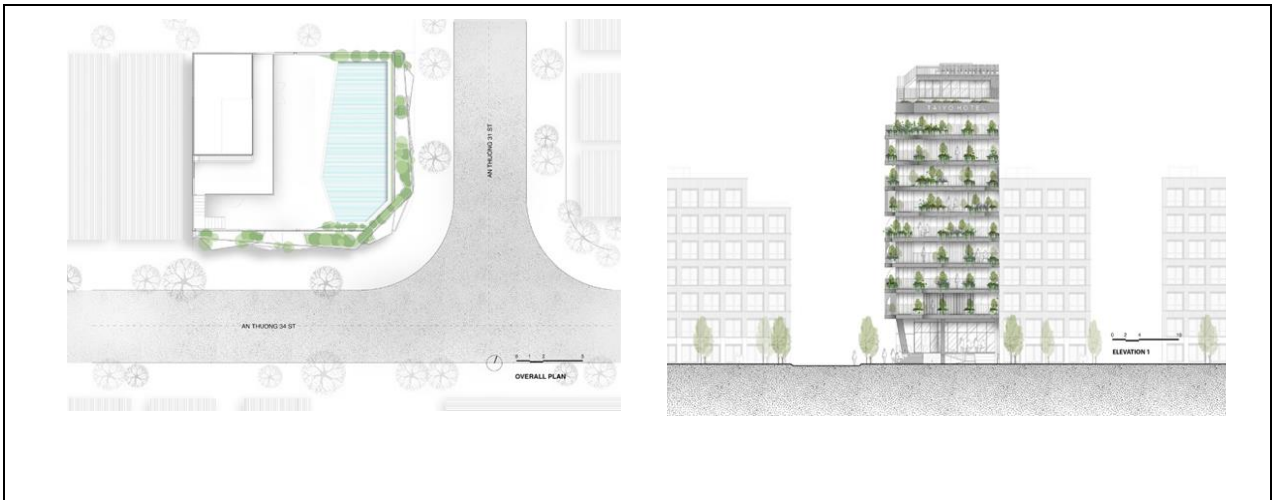 AN THUONG 31 ST
AN THUONG 34 ST
OVERALL PLAN
TAIYO HOTEL
ELEVATION 1